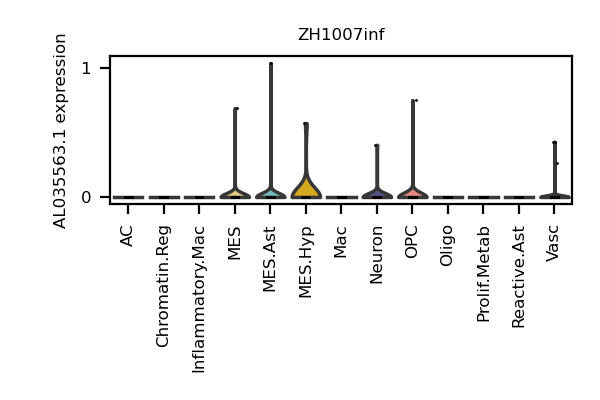 ZH1007inf
AL035563.1 expression
1
0
AC
Chromatin.Reg
Inflammatory.Mac
MES
MES.Ast
MES.Hyp
Mac
Neuron
OPC
Oligo
Prolif.Metab
Reactive.Ast
Vasc